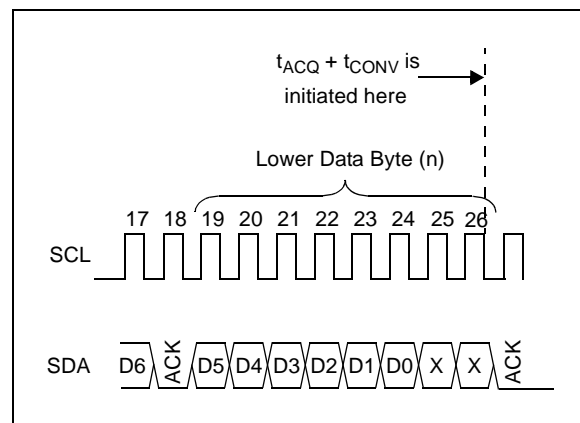 tACQ + tCONV is
initiated here
Lower Data Byte (n)
17 18 19 20 21 22 23 24 25 26
SCL
SDA D6 ACK D5 D4 D3 D2 D1 D0 X X ACK